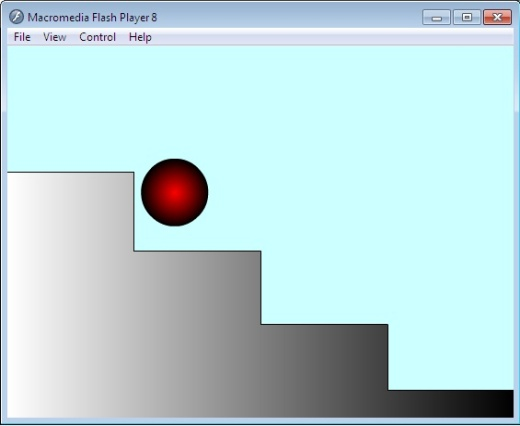 Macromedia Flash Player 8
File View Control Help